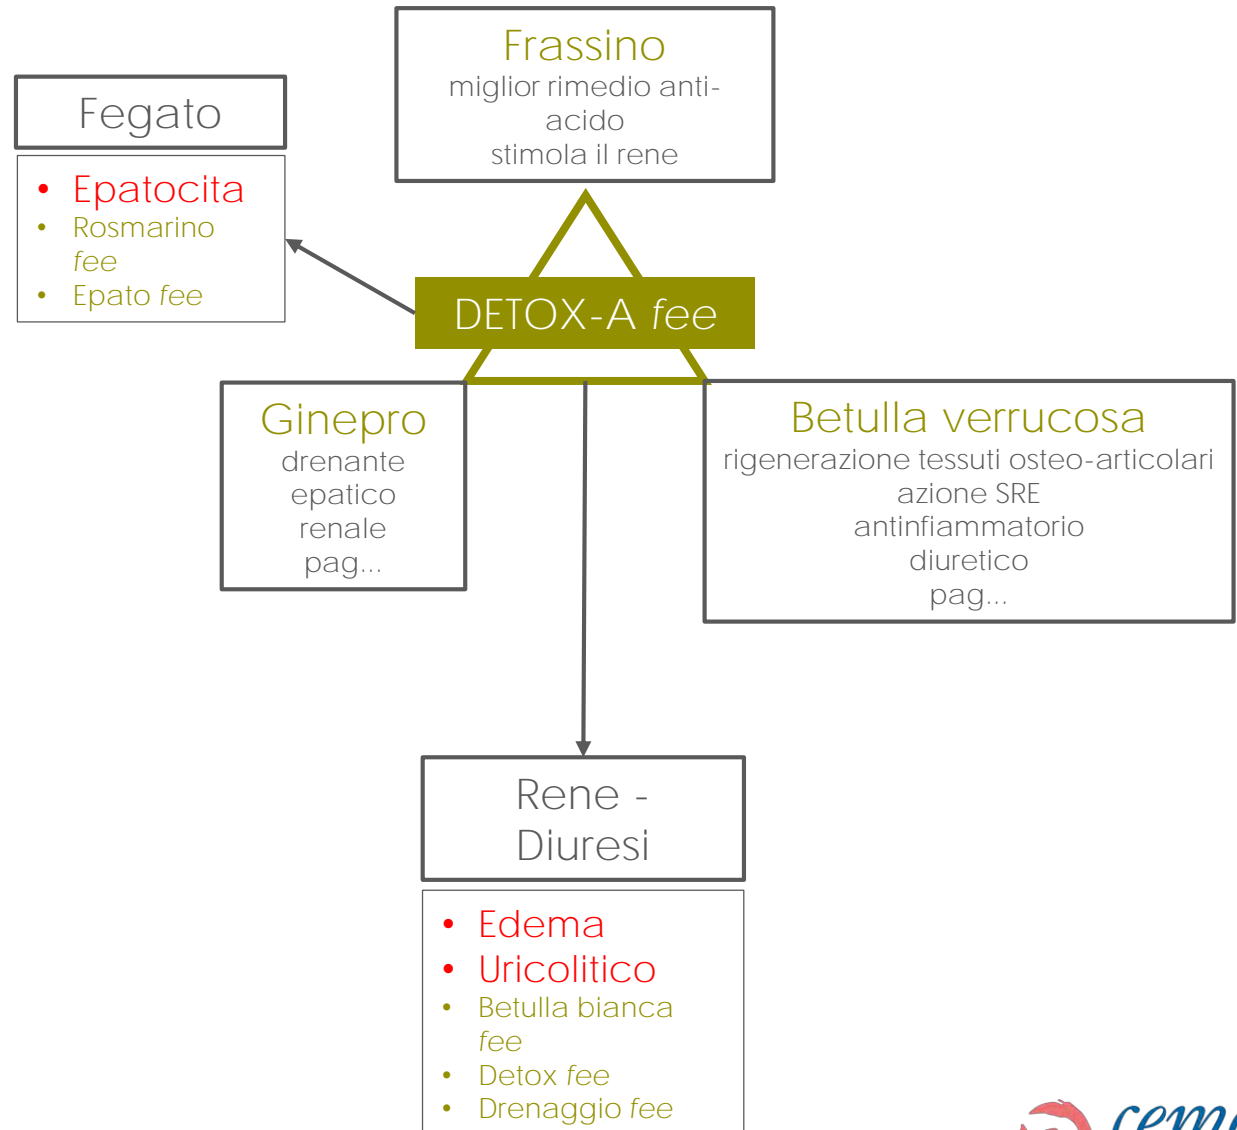 Frassino
miglior rimedio anti-
acido
stimola il rene
Fegato
• Epatocita
• Rosmarino
fee
• Epato fee
DETOX-A fee
Ginepro
drenante
epatico
renale
pag...
Betulla verrucosa
rigenerazione tessuti osteo-articolari
azione SRE
antinfiammatorio
diuretico
pag...
Rene -
Diuresi
• Edema
• Uricolitico
• Betulla bianca
fee
• Detox fee
• Drenaggio fee